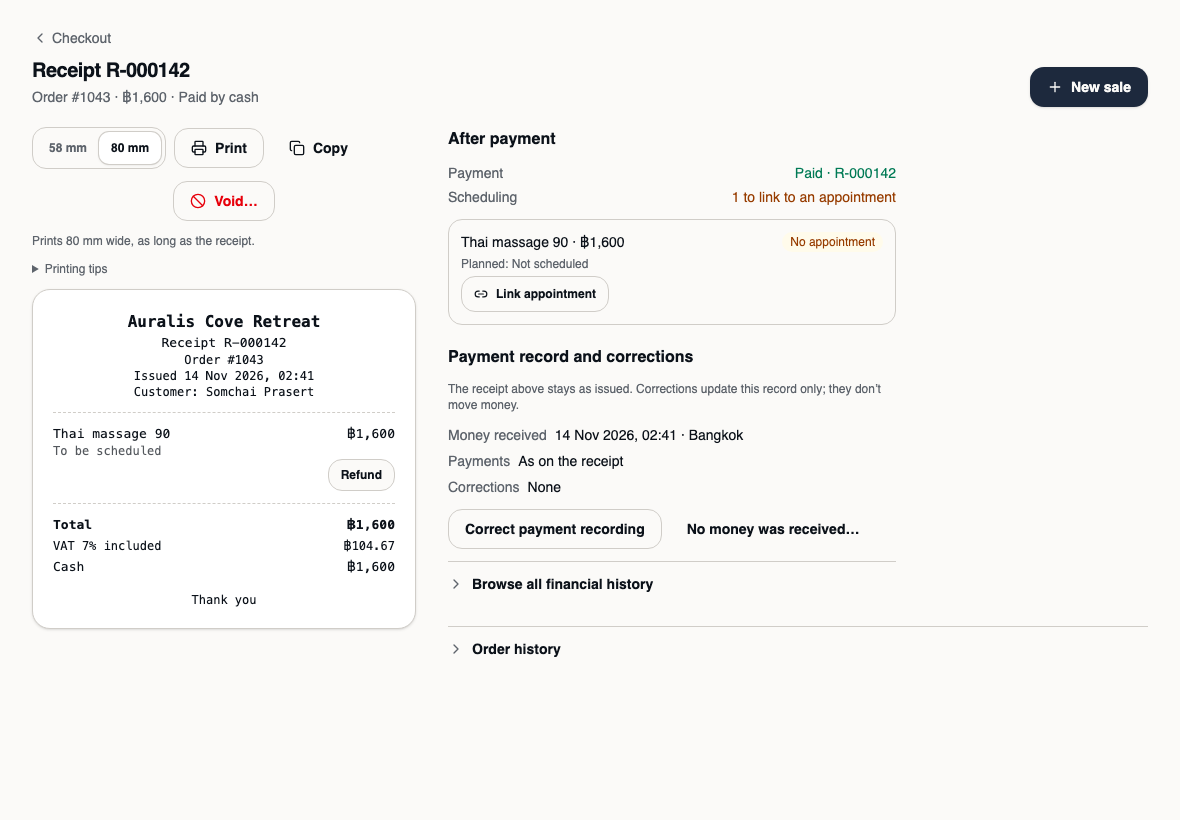 Checkout
Receipt R-000142
Order #1043 · ฿1,600 · Paid by cash
New sale
58 mm
80 mm
Print
Copy
Void…
Prints 80 mm wide, as long as the receipt.
Printing tips
Auralis Cove Retreat
Receipt R-000142
Order #1043
Issued 14 Nov 2026, 02:41
Customer: Somchai Prasert
Thai massage 90 ฿1,600
To be scheduled
Refund
Total ฿1,600
VAT 7% included ฿104.67
Cash ฿1,600
Thank you
After payment
Payment Paid · R-000142
Scheduling 1 to link to an appointment
Thai massage 90 · ฿1,600 No appointment
Planned: Not scheduled
Link appointment
Payment record and corrections
The receipt above stays as issued. Corrections update this record only; they don't
move money.
Money received 14 Nov 2026, 02:41 · Bangkok
Payments As on the receipt
Corrections None
Correct payment recording
No money was received…
Browse all financial history
Order history